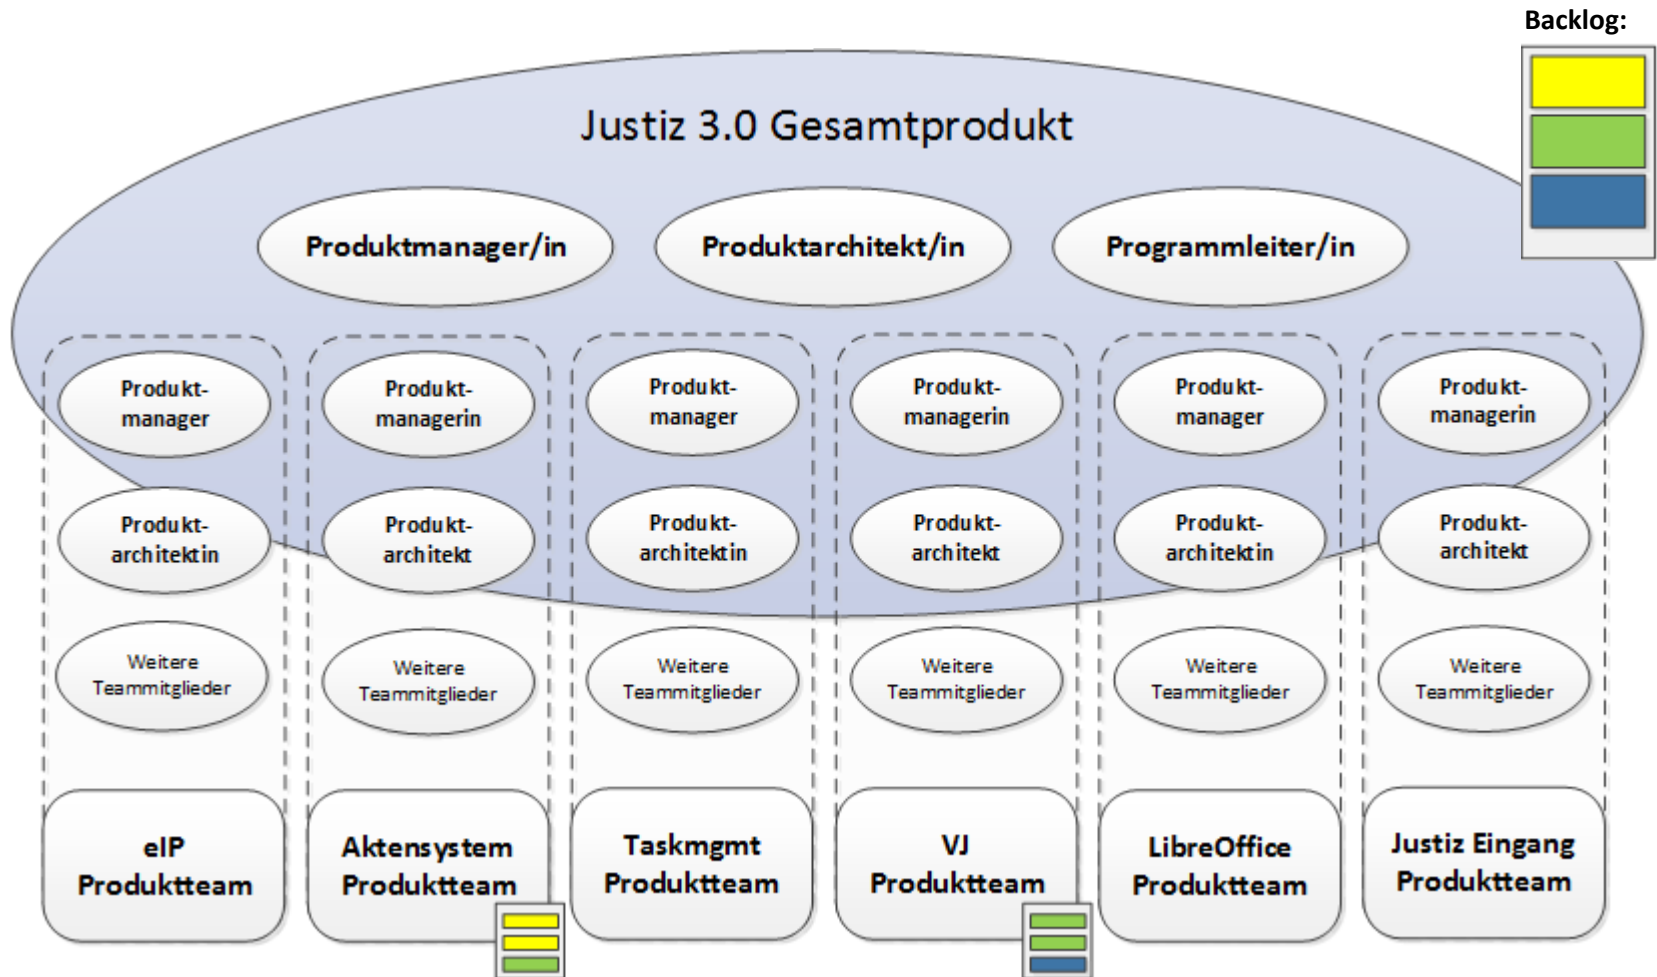 Backlog:
Justiz 3.0 Gesamtprodukt
Produktmanager/in
Produktarchitekt/in
Programmleiter/in
Produkt-
manager
Produkt-
managerin
Produkt-
manager
Produkt-
managerin
Produkt-
manager
Produkt-
managerin
Produkt-
architektin
Produkt-
architekt
Produkt-
architektin
Produkt-
architekt
Produkt-
architektin
Produkt-
architekt
Weitere
Teammitglieder
Weitere
Teammitglieder
Weitere
Teammitglieder
Weitere
Teammitglieder
Weitere
Teammitglieder
Weitere
Teammitglieder
eIP
Produktteam
Aktensystem
Produktteam
Taskmgmt
Produktteam
VJ
Produktteam
LibreOffice
Produktteam
Justiz Eingang
Produktteam